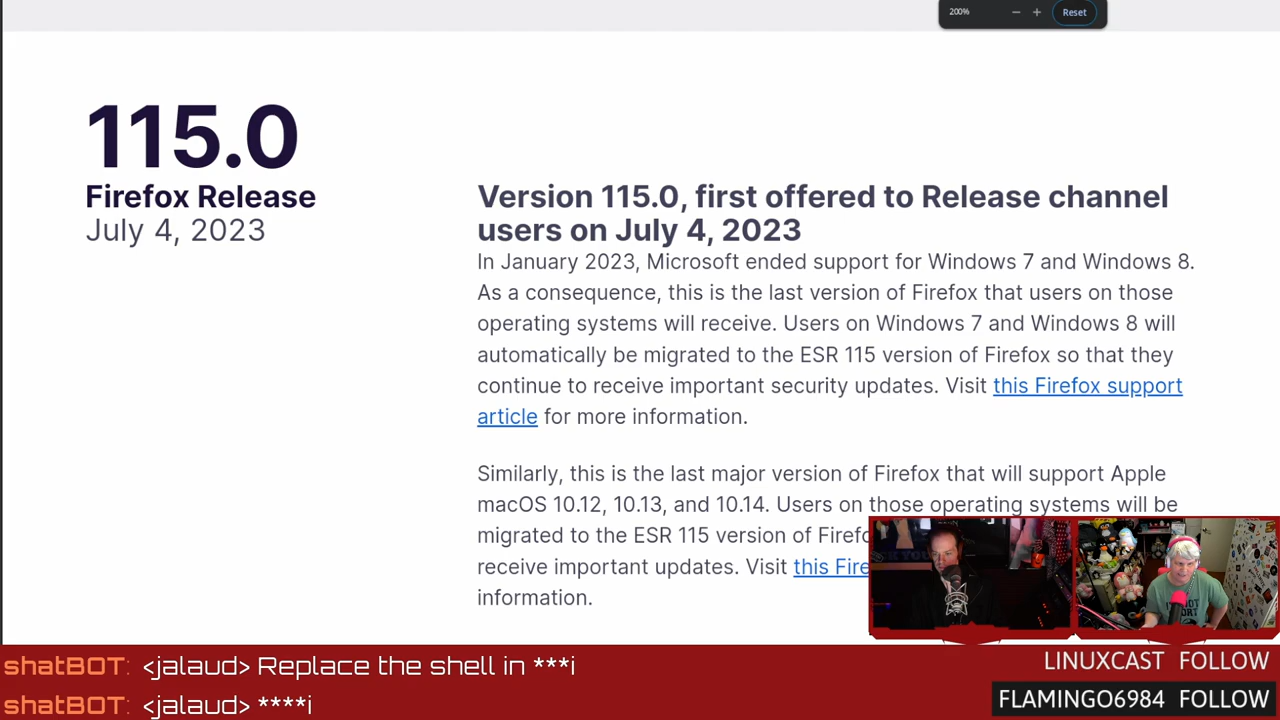 200%
Reset
115.0
Firefox Release
July 4, 2023
Version 115.0, first offered to Release channel
users on July 4, 2023
In January 2023, Microsoft ended support for Windows 7 and Windows 8.
As a consequence, this is the last version of Firefox that users on those
operating systems will receive. Users on Windows 7 and Windows 8 will
automatically be migrated to the ESR 115 version of Firefox so that they
continue to receive important security updates. Visit this Firefox support
article for more information.
Similarly, this is the last major version of Firefox that will support Apple
macOS 10.12, 10.13, and 10.14. Users on those operating systems will be
migrated to the ESR 115 version of Firefo
receive important updates. Visit this Fire
information.
shatBOT: <jalaud> Replace the shell in ***i
shatBOT: <jalaud> ****i
LINUXCAST FOLLOW
FLAMINGO6984 FOLLOW